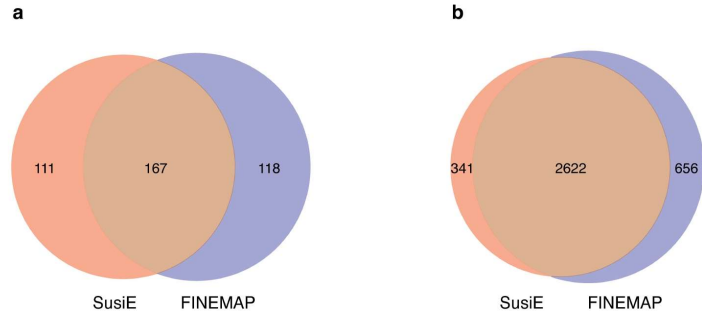 a
b
111
167
118
341
2622
656
SusiE
FINEMAP
SusiE
FINEMAP